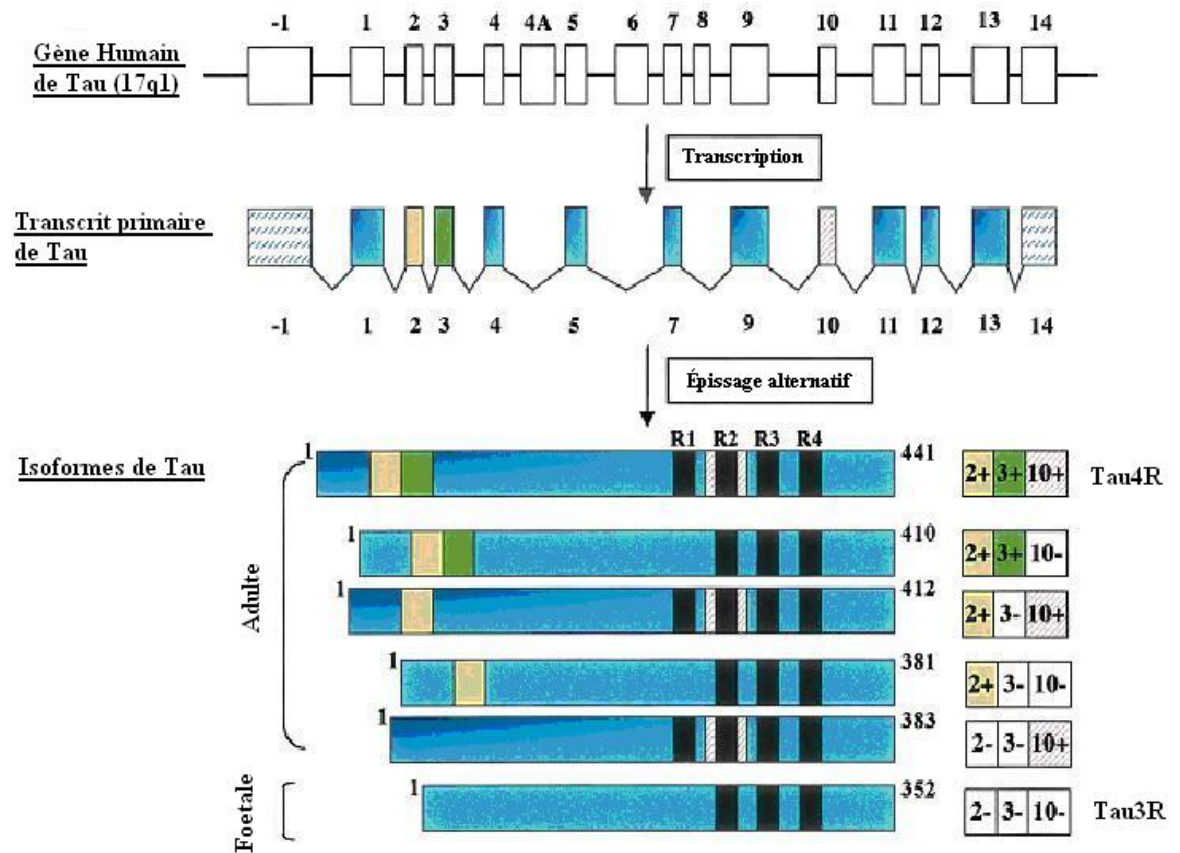 -1 1 2 3 4 4A 5 6 7 8 9 10 11 12 13 14
Gène Humain
de Tau (17q1)
Transcription
Transcrit primaire
de Tau
-1 1 2 3 4 5 7 9 10 11 12 13 14
Épissage alternatif
Isoformes de Tau
R1 R2 R3 R4
1 441 2+ 3+ 10+ Tau4R
1 410 2+ 3+ 10-
1 412 2+ 3- 10+
1 381 2+ 3- 10-
1 383 2- 3- 10+
Adulte
1 352 2- 3- 10- Tau3R
Foetale